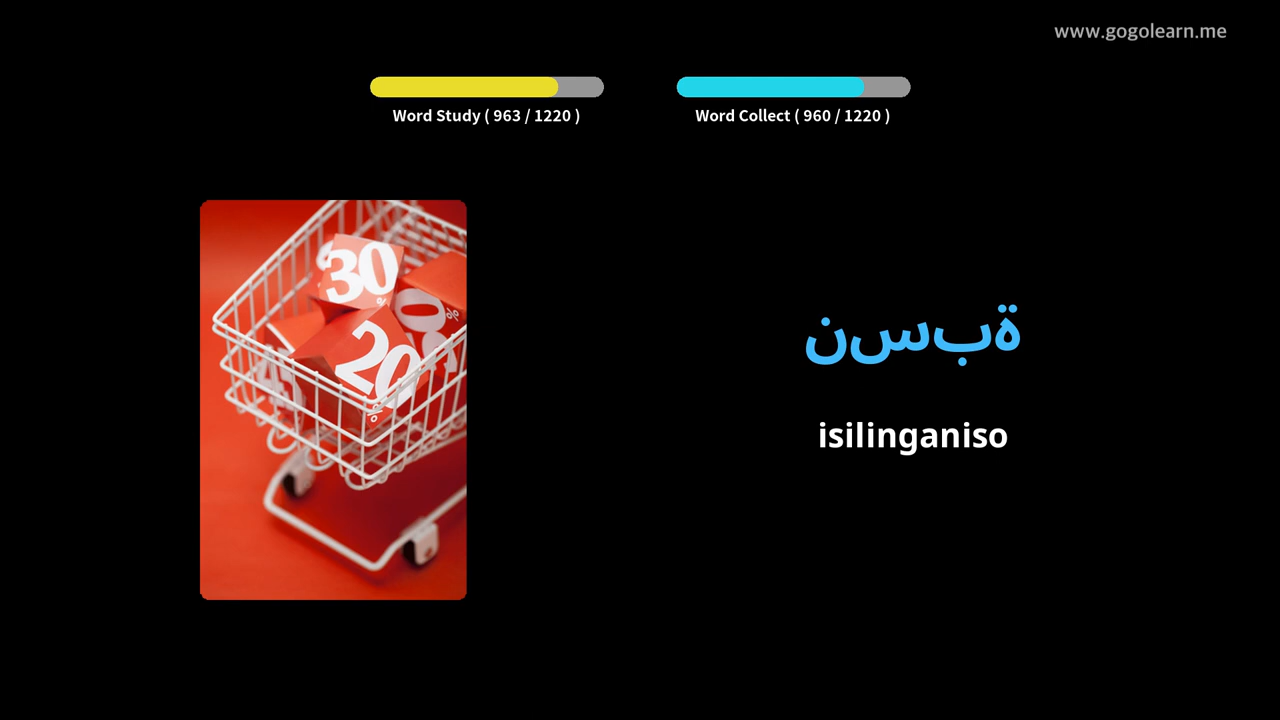 www.gogolearn.me
Word Study ( 963 / 1220 )
Word Collect ( 960 / 1220 )
30
%
20
%
نسبة
isilinganiso